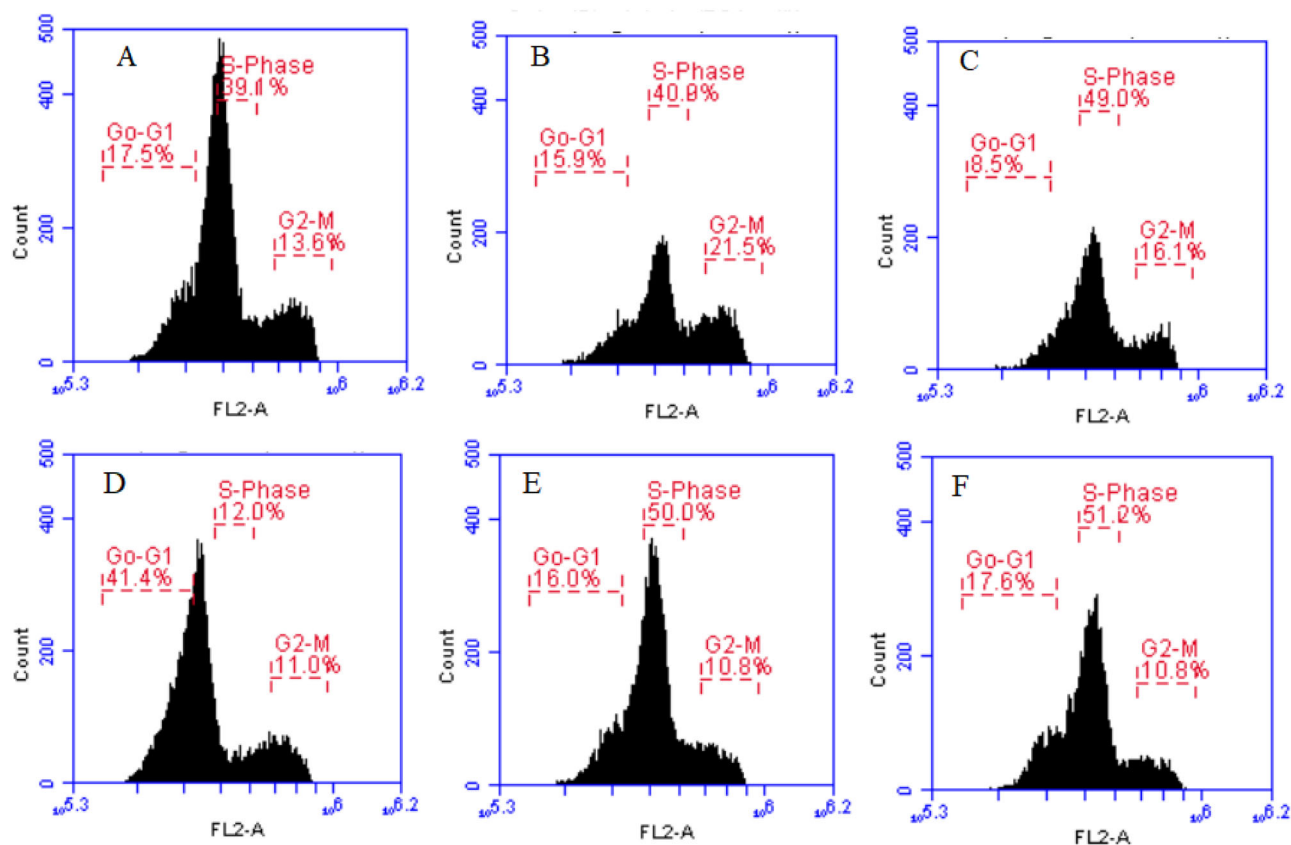 A
500
400
200
0
Count
S-Phase
39.1%
Go-G1
17.5%
G2-M
13.6%
10^5.3
10^6
10^6.2
FL2-A
B
500
400
200
0
Count
S-Phase
Go-G1
15.9%
G2-M
21.5%
10^5.3
10^6
10^6.2
FL2-A
C
500
400
200
0
Count
S-Phase
49.0%
Go-G1
8.5%
G2-M
16.1%
10^5.3
10^6
10^6.2
FL2-A
D
500
400
200
0
Count
S-Phase
12.0%
Go-G1
41.4%
G2-M
11.0%
10^5.3
10^6
10^6.2
FL2-A
E
500
400
200
0
Count
S-Phase
50.0%
Go-G1
16.0%
G2-M
10.8%
10^5.3
10^6
10^6.2
FL2-A
F
500
400
200
0
Count
S-Phase
51.2%
Go-G1
17.6%
G2-M
10.8%
10^5.3
10^6
10^6.2
FL2-A